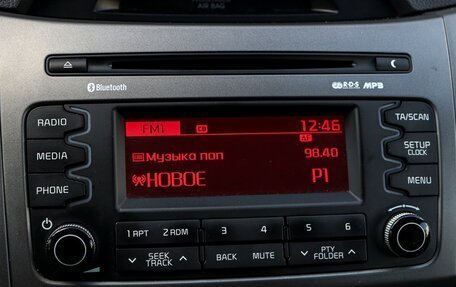 AIR BAG
Bluetooth
R·D·S MP3
RADIO
MEDIA
PHONE
FM1 CD 12:46
AF
Музыка поп 98.40
НОВОЕ P1
TA/SCAN
SETUP
CLOCK
MENU
1 RPT 2 RDM 3 4 5 6
SEEK
TRACK
BACK MUTE
PTY
FOLDER